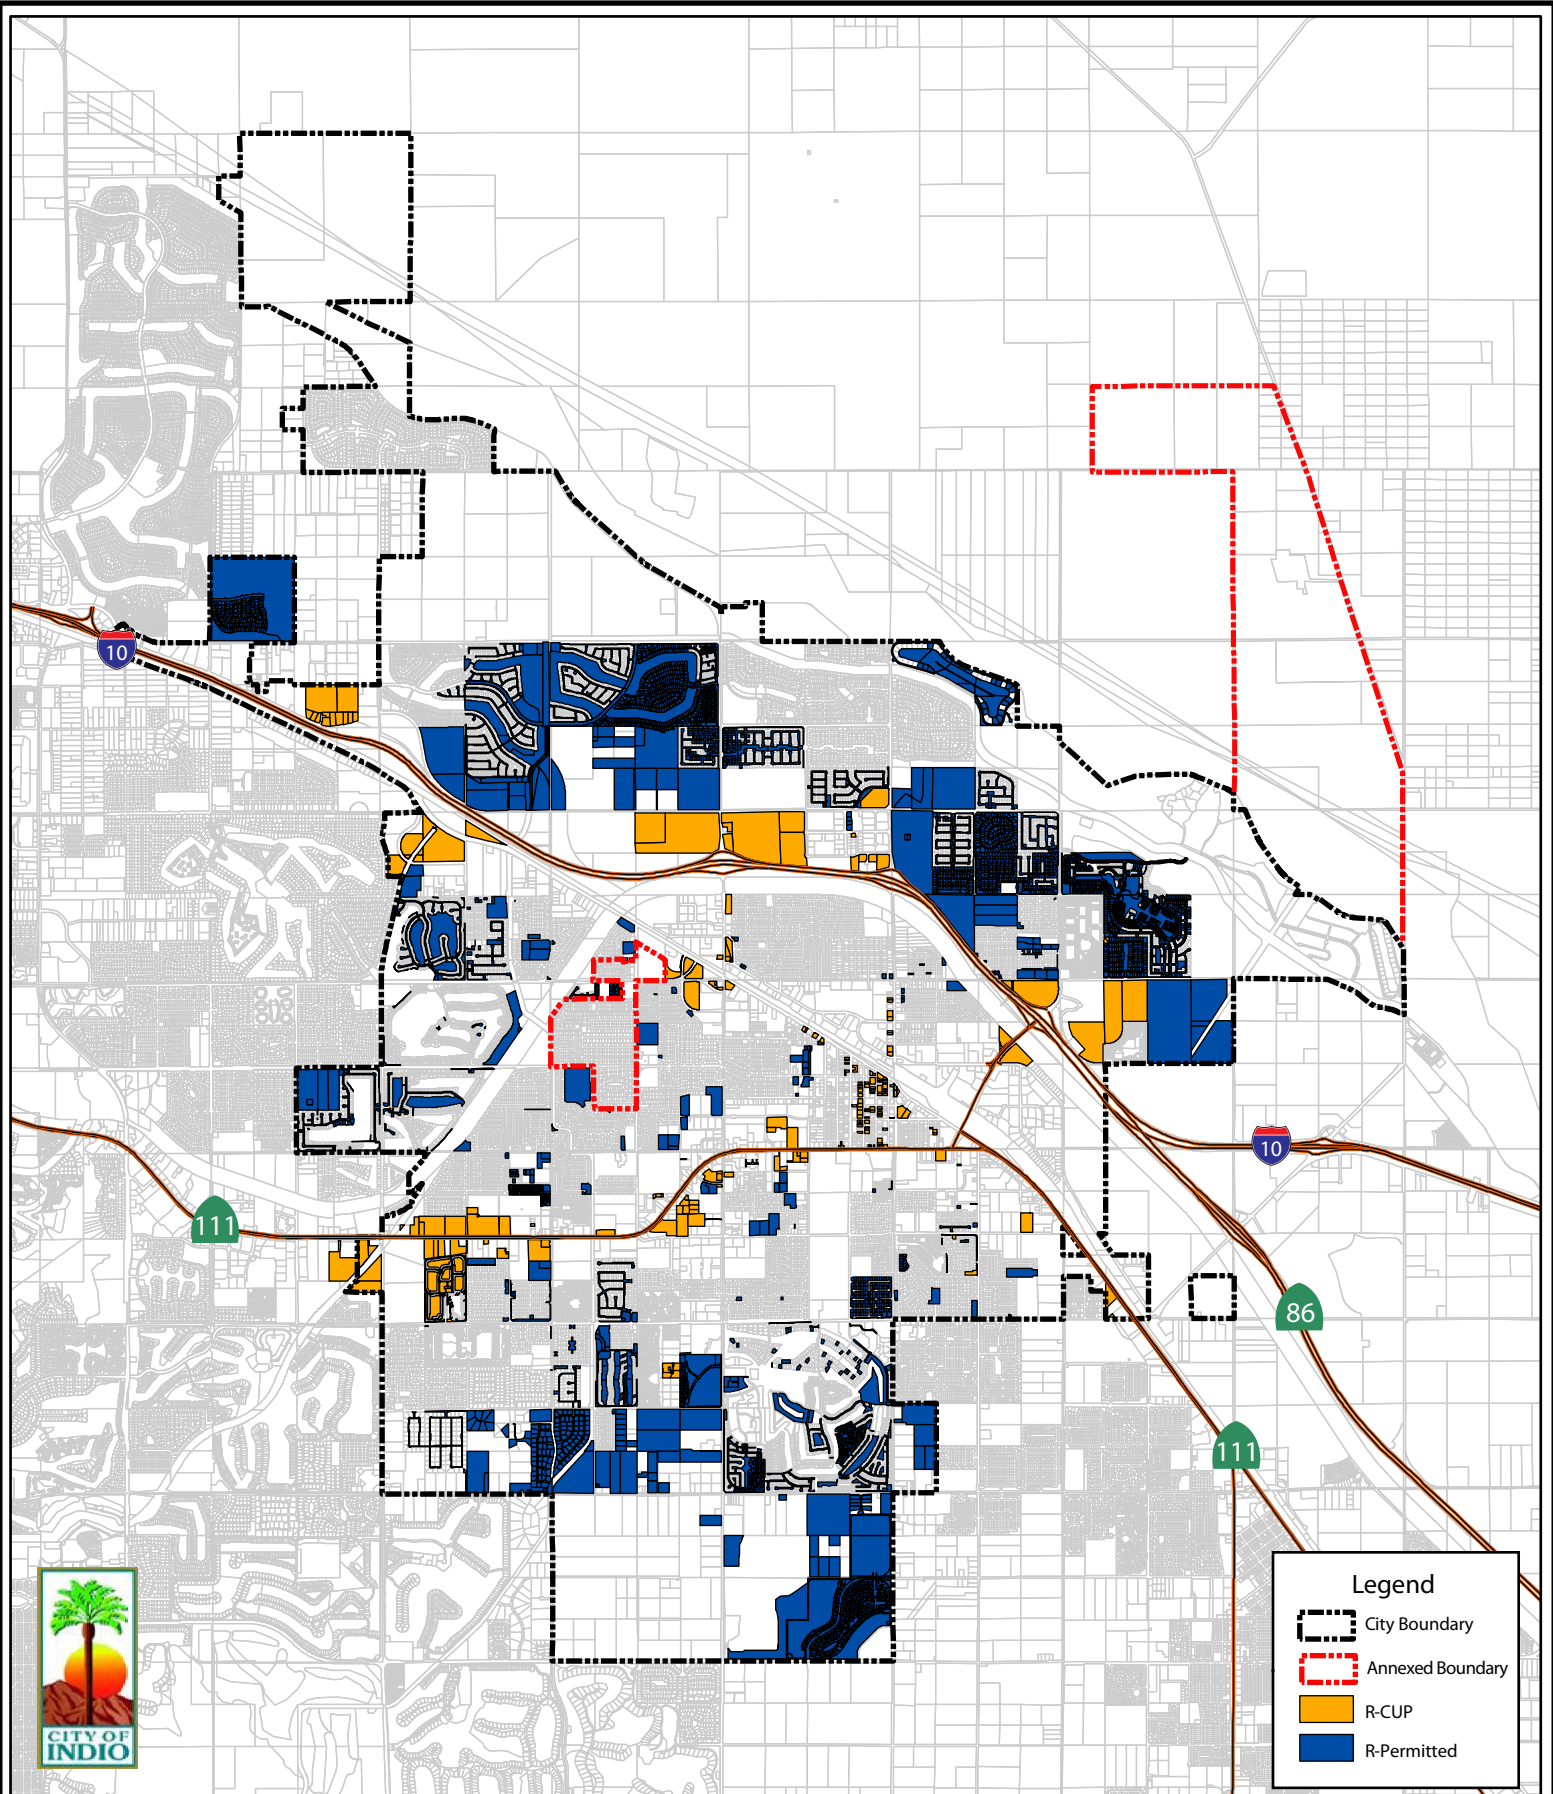 10
111
10
86
111
CITY OF
INDIO
Legend
City Boundary
Annexed Boundary
R-CUP
R-Permitted